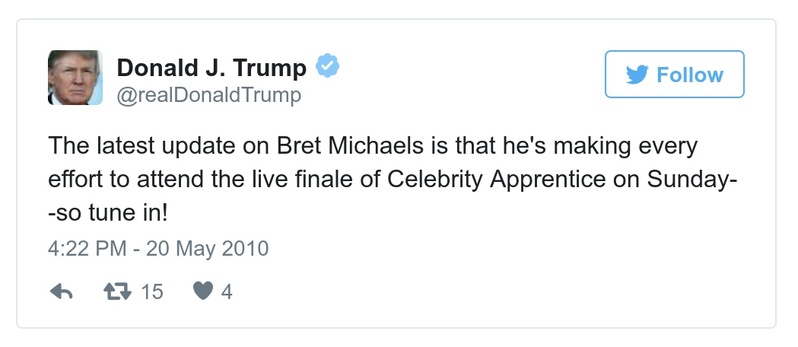 Donald J. Trump
@realDonaldTrump
Follow
The latest update on Bret Michaels is that he's making every
effort to attend the live finale of Celebrity Apprentice on Sunday-
-so tune in!
4:22 PM - 20 May 2010
15 4